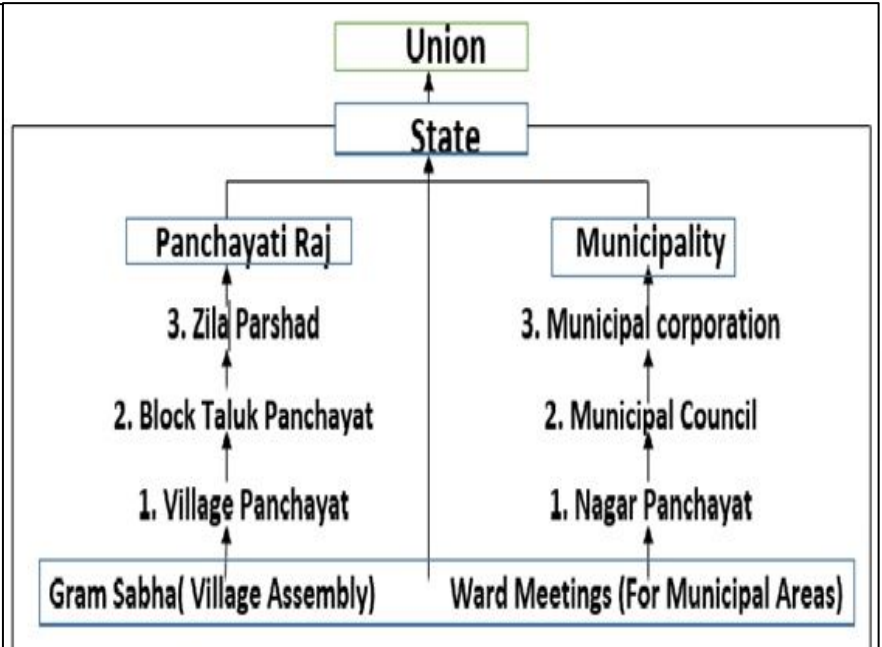 Union
State
Panchayati Raj
Municipality
3. Zila Parshad
3. Municipal corporation
2. Block Taluk Panchayat
2. Municipal Council
1. Village Panchayat
1. Nagar Panchayat
Gram Sabha( Village Assembly)
Ward Meetings (For Municipal Areas)